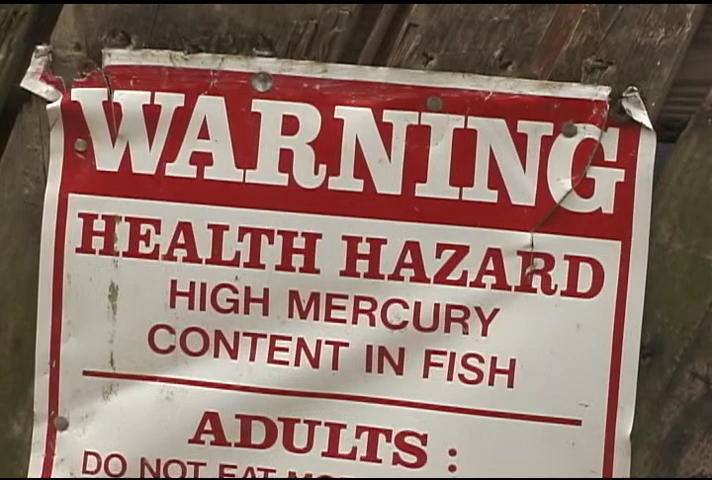 WARNING
HEALTH HAZARD
HIGH MERCURY
CONTENT IN FISH
ADULTS :
DO NOT EAT